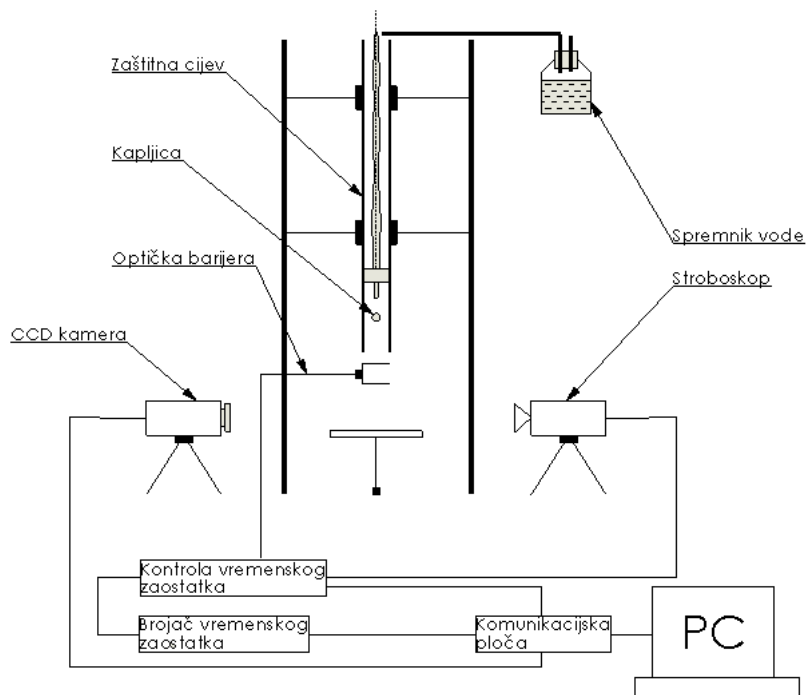 Zaštitna cijev
Kapljica
Optička barijera
CCD kamera
Spremnik vode
Stroboskop
Kontrola vremenskog
zaostatka
Brojač vremenskog
zaostatka
Komunikacijska
ploča
PC